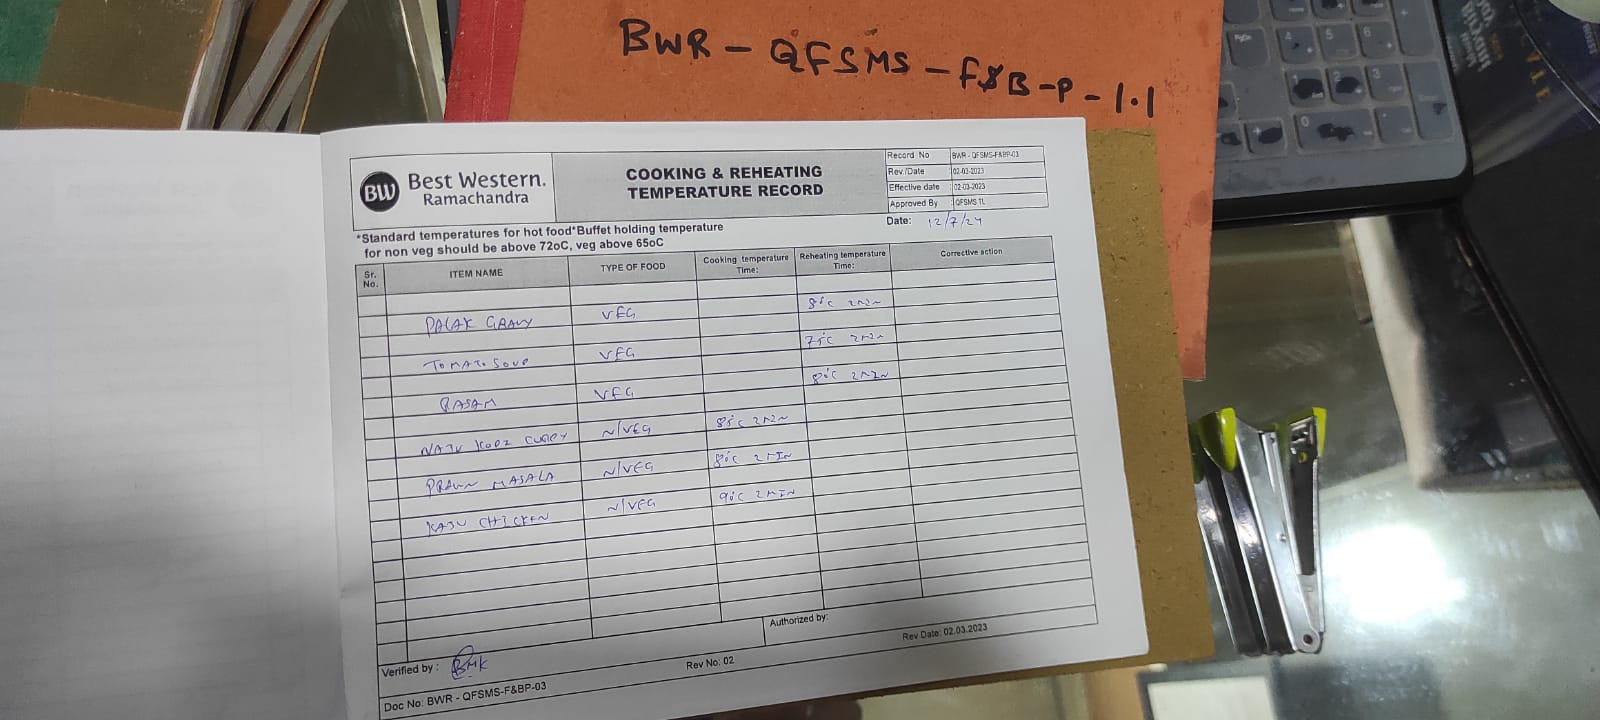 BWR - QFSMS - F&B - P - 1.1
BW Best Western.
Ramachandra
COOKING & REHEATING
TEMPERATURE RECORD
Record No BWR - QFSMS-F&BP-03
Rev./Date 02-03-2023
Effective date : 02-03-2023
Approved By : QFSMS TL
Date: 12/7/24
*Standard temperatures for hot food*Buffet holding temperature
for non veg should be above 72oC, veg above 65oC
Sr. No. ITEM NAME TYPE OF FOOD Cooking temperature Time: Reheating temperature Time: Corrective action
PALAK GRAVY VEG 2MIN
TOMATO SOUP VEG 75°C 2MIN
RASAM VEG 80°C 2MIN
NATU KODI CURRY N/VEG 85°C 2MIN
PRAWN MASALA N/VEG 80°C 2MIN
KAJU CHICKEN N/VEG 90°C 2MIN
Verified by : BMK
Authorized by:
Doc No: BWR - QFSMS-F&BP-03 Rev No: 02 Rev Date: 02.03.2023